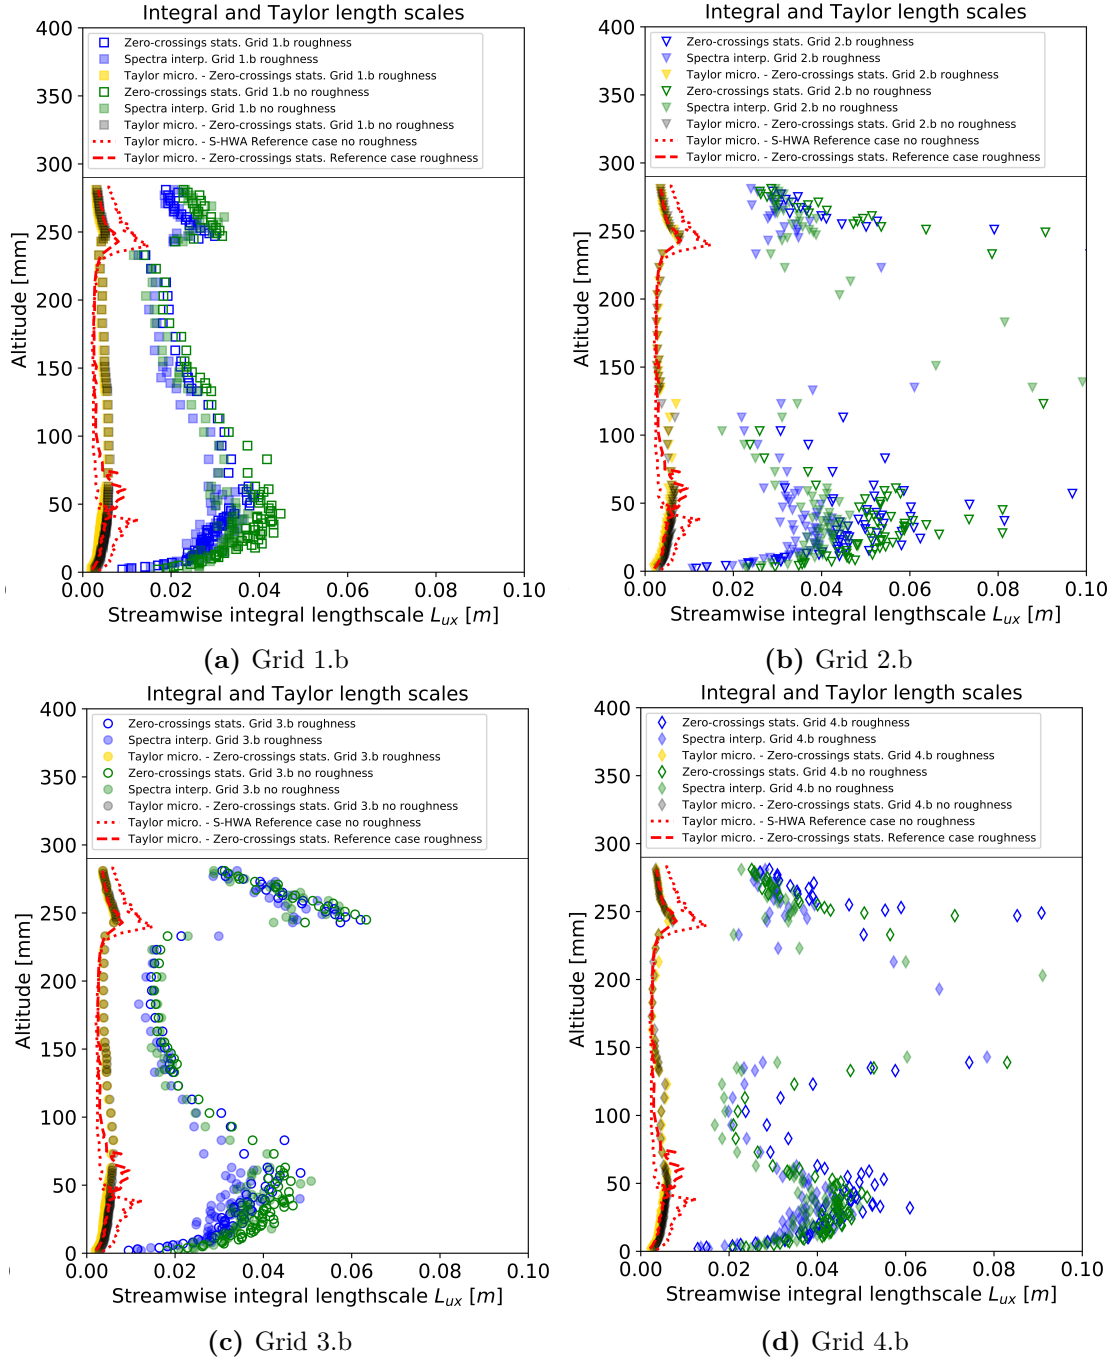 Integral and Taylor length scales
Zero-crossings stats. Grid 1.b roughness
Spectra interp. Grid 1.b roughness
Taylor micro. - Zero-crossings stats. Grid 1.b roughness
Zero-crossings stats. Grid 1.b no roughness
Spectra interp. Grid 1.b no roughness
Taylor micro. - Zero-crossings stats. Grid 1.b no roughness
Taylor micro. - S-HWA Reference case no roughness
Taylor micro. - Zero-crossings stats. Reference case roughness
400
350
300
250
200
150
100
50
0
Altitude [mm]
0.00 0.02 0.04 0.06 0.08 0.10
Streamwise integral lengthscale Lux [m]
(a) Grid 1.b
Integral and Taylor length scales
Zero-crossings stats. Grid 2.b roughness
Spectra interp. Grid 2.b roughness
Taylor micro. - Zero-crossings stats. Grid 2.b roughness
Zero-crossings stats. Grid 2.b no roughness
Spectra interp. Grid 2.b no roughness
Taylor micro. - Zero-crossings stats. Grid 2.b no roughness
Taylor micro. - S-HWA Reference case no roughness
Taylor micro. - Zero-crossings stats. Reference case roughness
400
350
300
250
200
150
100
50
0
Altitude [mm]
0.00 0.02 0.04 0.06 0.08 0.10
Streamwise integral lengthscale Lux [m]
(b) Grid 2.b
Integral and Taylor length scales
Zero-crossings stats. Grid 3.b roughness
Spectra interp. Grid 3.b roughness
Taylor micro. - Zero-crossings stats. Grid 3.b roughness
Zero-crossings stats. Grid 3.b no roughness
Spectra interp. Grid 3.b no roughness
Taylor micro. - Zero-crossings stats. Grid 3.b no roughness
Taylor micro. - S-HWA Reference case no roughness
Taylor micro. - Zero-crossings stats. Reference case roughness
400
350
300
250
200
150
100
50
0
Altitude [mm]
0.00 0.02 0.04 0.06 0.08 0.10
Streamwise integral lengthscale Lux [m]
(c) Grid 3.b
Integral and Taylor length scales
Zero-crossings stats. Grid 4.b roughness
Spectra interp. Grid 4.b roughness
Taylor micro. - Zero-crossings stats. Grid 4.b roughness
Zero-crossings stats. Grid 4.b no roughness
Spectra interp. Grid 4.b no roughness
Taylor micro. - Zero-crossings stats. Grid 4.b no roughness
Taylor micro. - S-HWA Reference case no roughness
Taylor micro. - Zero-crossings stats. Reference case roughness
400
350
300
250
200
150
100
50
0
Altitude [mm]
0.00 0.02 0.04 0.06 0.08 0.10
Streamwise integral lengthscale Lux [m]
(d) Grid 4.b